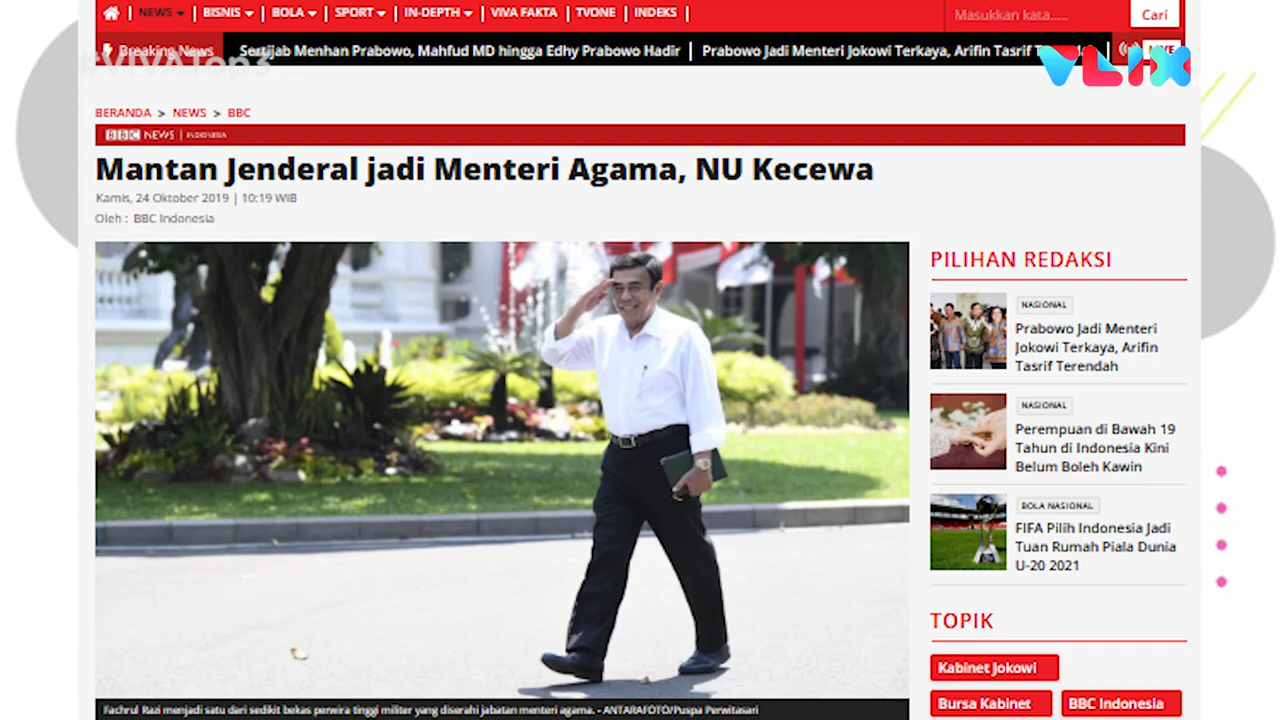 NEWS BISNIS BOLA SPORT IN-DEPTH VIVA FAKTA TVONE INDEKS
Masukkan kata.....
Cari
Breaking News
Sertijab Menhan Prabowo, Mahfud MD hingga Edhy Prabowo Hadir | Prabowo Jadi Menteri Jokowi Terkaya, Arifin Tasrif
#VIVATop3
VLIX
BERANDA > NEWS > BBC
BBC NEWS | INDONESIA
Mantan Jenderal jadi Menteri Agama, NU Kecewa
Kamis, 24 Oktober 2019 | 10:19 WIB
Oleh : BBC Indonesia
Fachrul Razi menjadi satu dari sedikit bekas perwira tinggi militer yang diserahi jabatan menteri agama. - ANTARAFOTO/Puspa Perwitasari
PILIHAN REDAKSI
NASIONAL
Prabowo Jadi Menteri
Jokowi Terkaya, Arifin
Tasrif Terendah
NASIONAL
Perempuan di Bawah 19
Tahun di Indonesia Kini
Belum Boleh Kawin
BOLA NASIONAL
FIFA Pilih Indonesia Jadi
Tuan Rumah Piala Dunia
U-20 2021
TOPIK
Kabinet Jokowi
Bursa Kabinet
BBC Indonesia